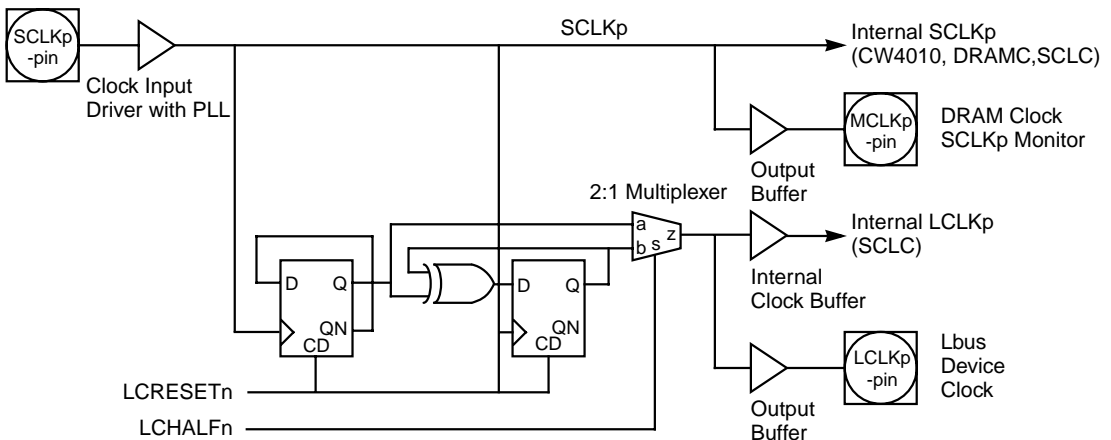 SCLKp
-pin
Clock Input
Driver with PLL
SCLKp
Internal SCLKp
(CW4010, DRAMC,SCLC)
MCLKp
-pin
DRAM Clock
SCLKp Monitor
Output
Buffer
2:1 Multiplexer
a
b
s
z
Internal LCLKp
(SCLC)
Internal
Clock Buffer
D
Q
QN
CD
D
Q
QN
CD
LCLKp
-pin
Lbus
Device
Clock
Output
Buffer
LCRESETn
LCHALFn